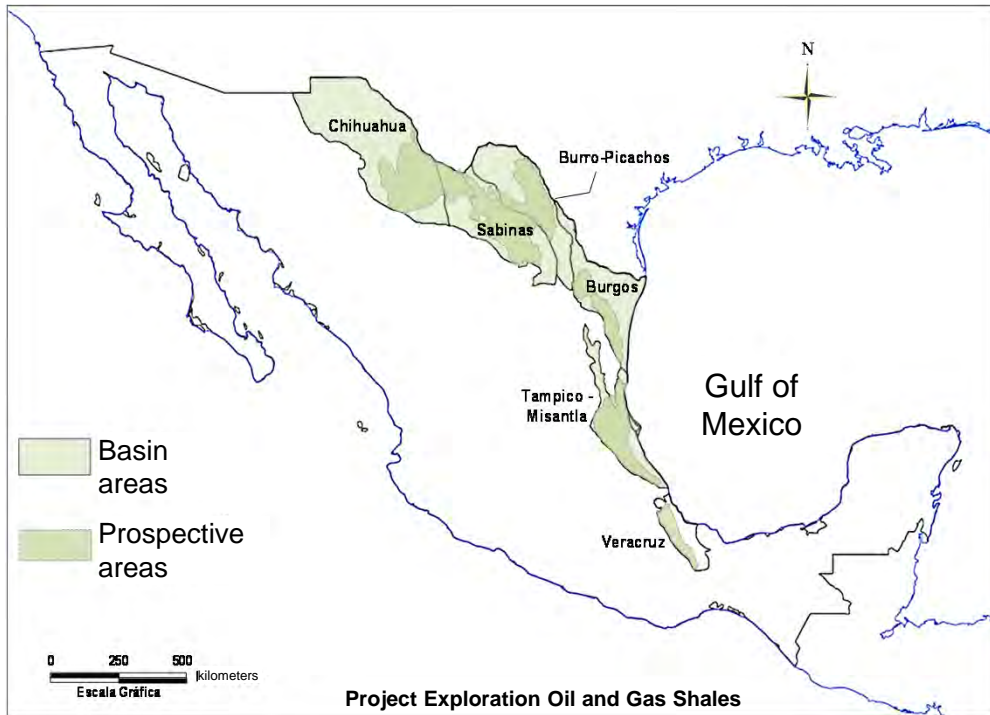 N
Chihuahua
Burro-Picachos
Sabinas
Burgos
Gulf of
Mexico
Tampico -
Misantla
Basin
areas
Prospective
areas
Veracruz
0 250 500
kilometers
Escala Gráfica
Project Exploration Oil and Gas Shales